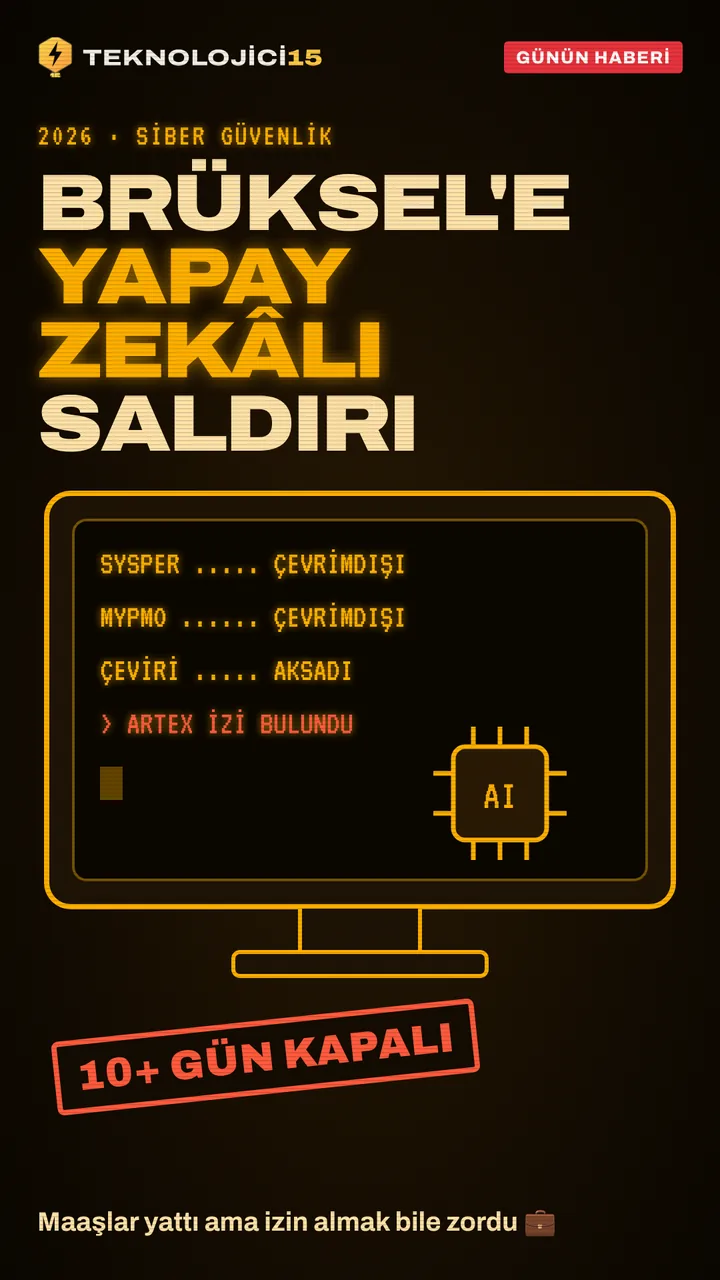 TEKNOLOJİCİ15
GÜNÜN HABERİ
2026 · SİBER GÜVENLİK
BRÜKSEL'E
YAPAY
ZEKÂLI
SALDIRI
SYSPER ..... ÇEVRİMDIŞI
MYPMO ...... ÇEVRİMDIŞI
ÇEVİRİ ..... AKSADI
> ARTEX İZİ BULUNDU
AI
10+ GÜN KAPALI
Maaşlar yattı ama izin almak bile zordu 💼